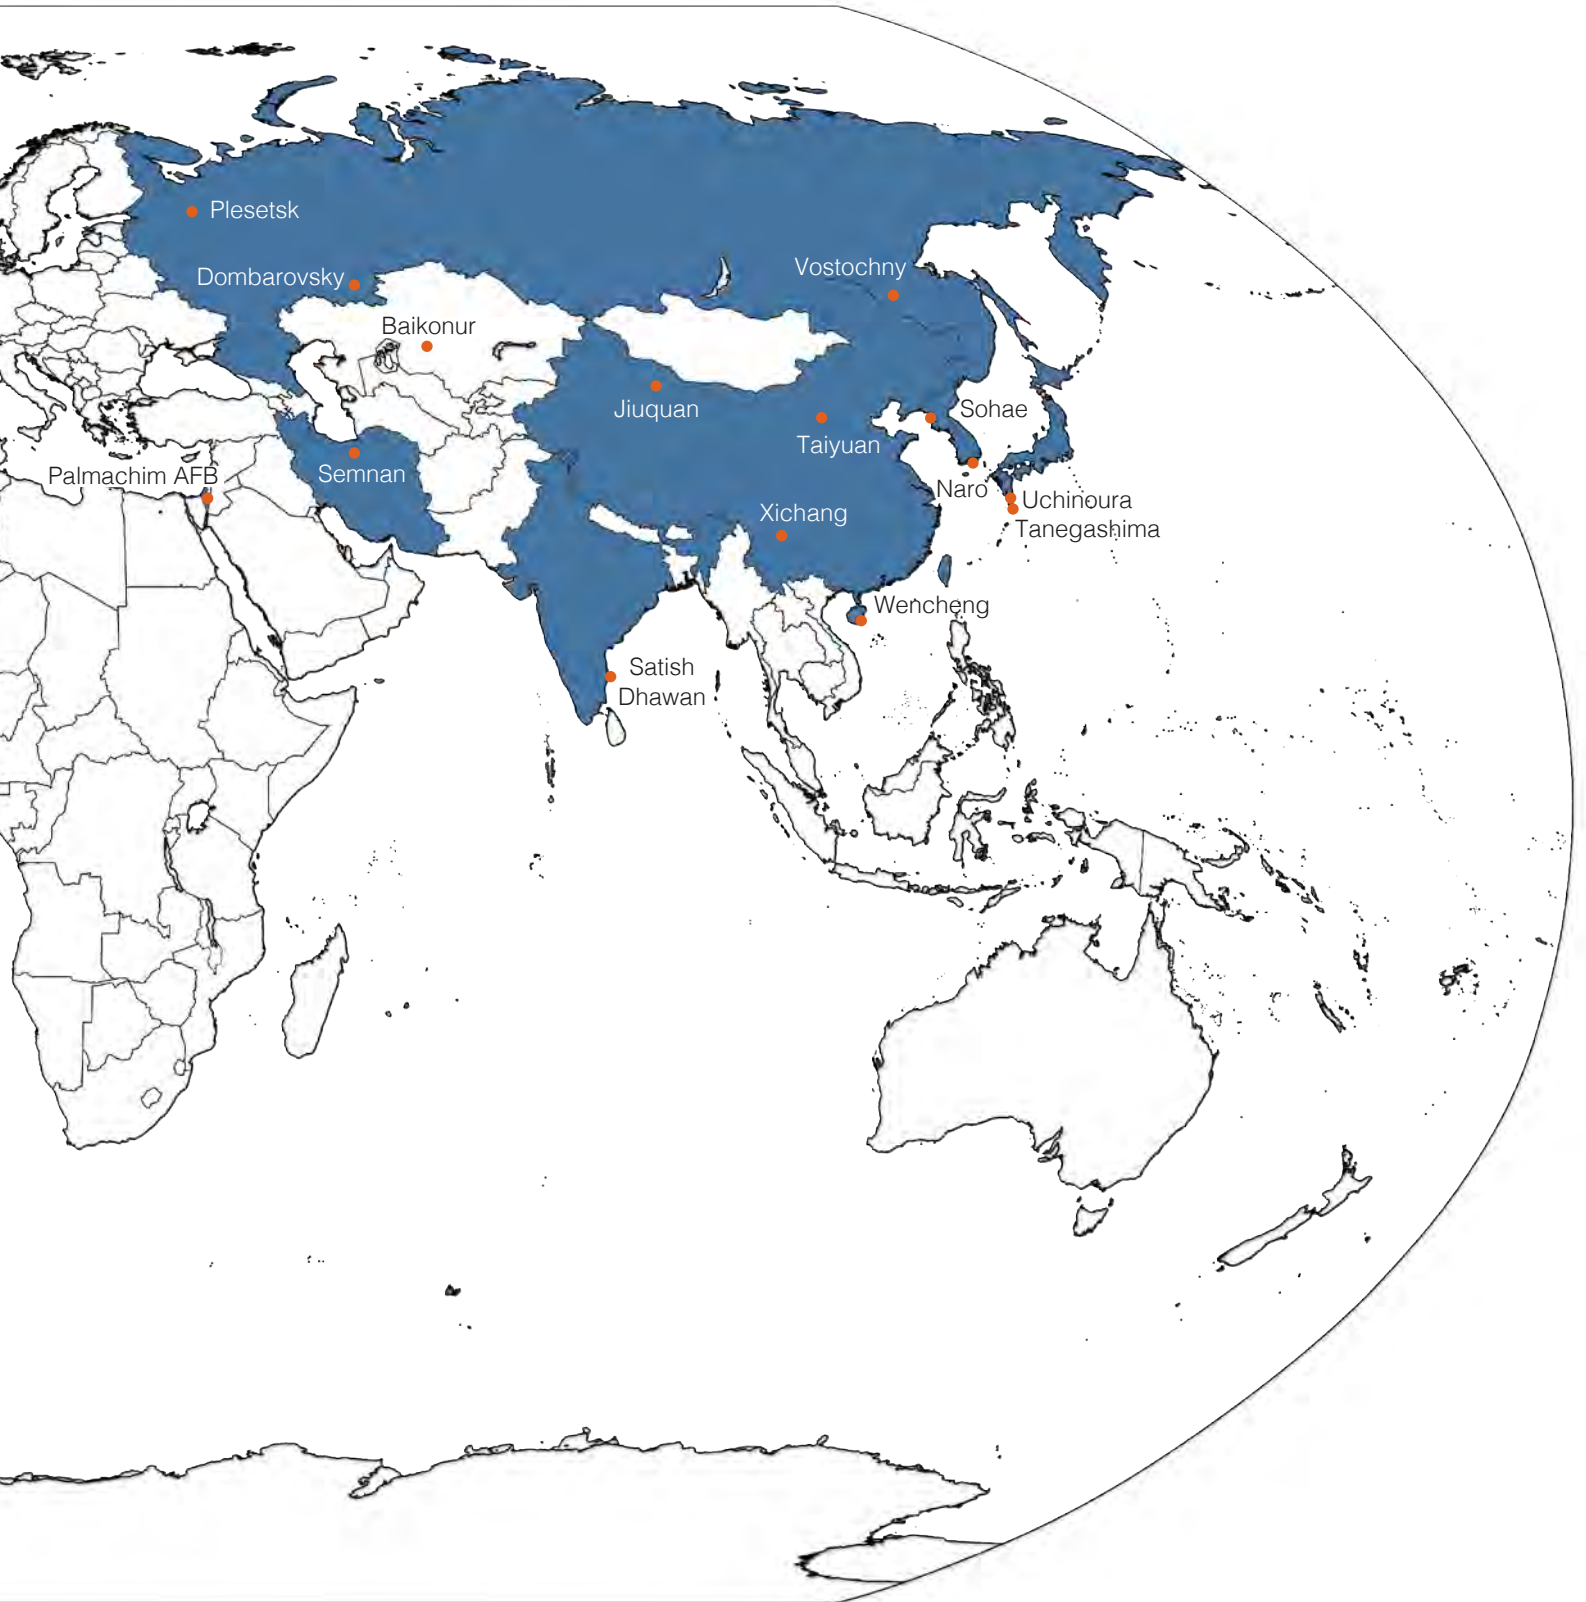 Plesetsk
Vostochny
Dombarovsky
Baikonur
Jiuquan
Sohae
Taiyuan
Semnan
Palmachim AFB
Naro
Uchinoura
Xichang
Tanegashima
Wencheng
Satish
Dhawan